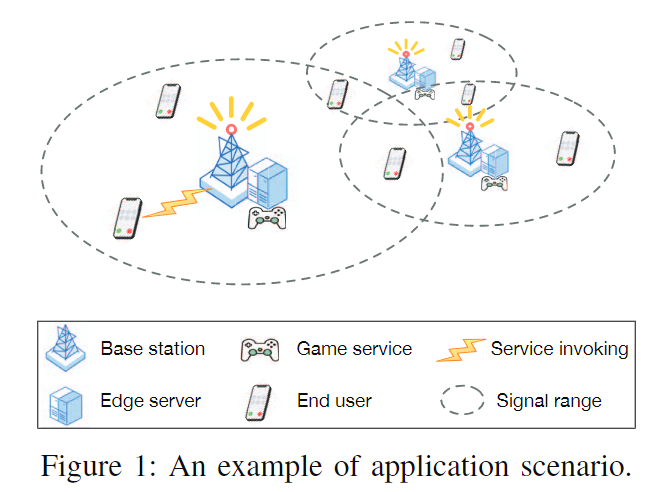 Base station
Game service
Service invoking
Edge server
End user
Signal range
Figure 1: An example of application scenario.